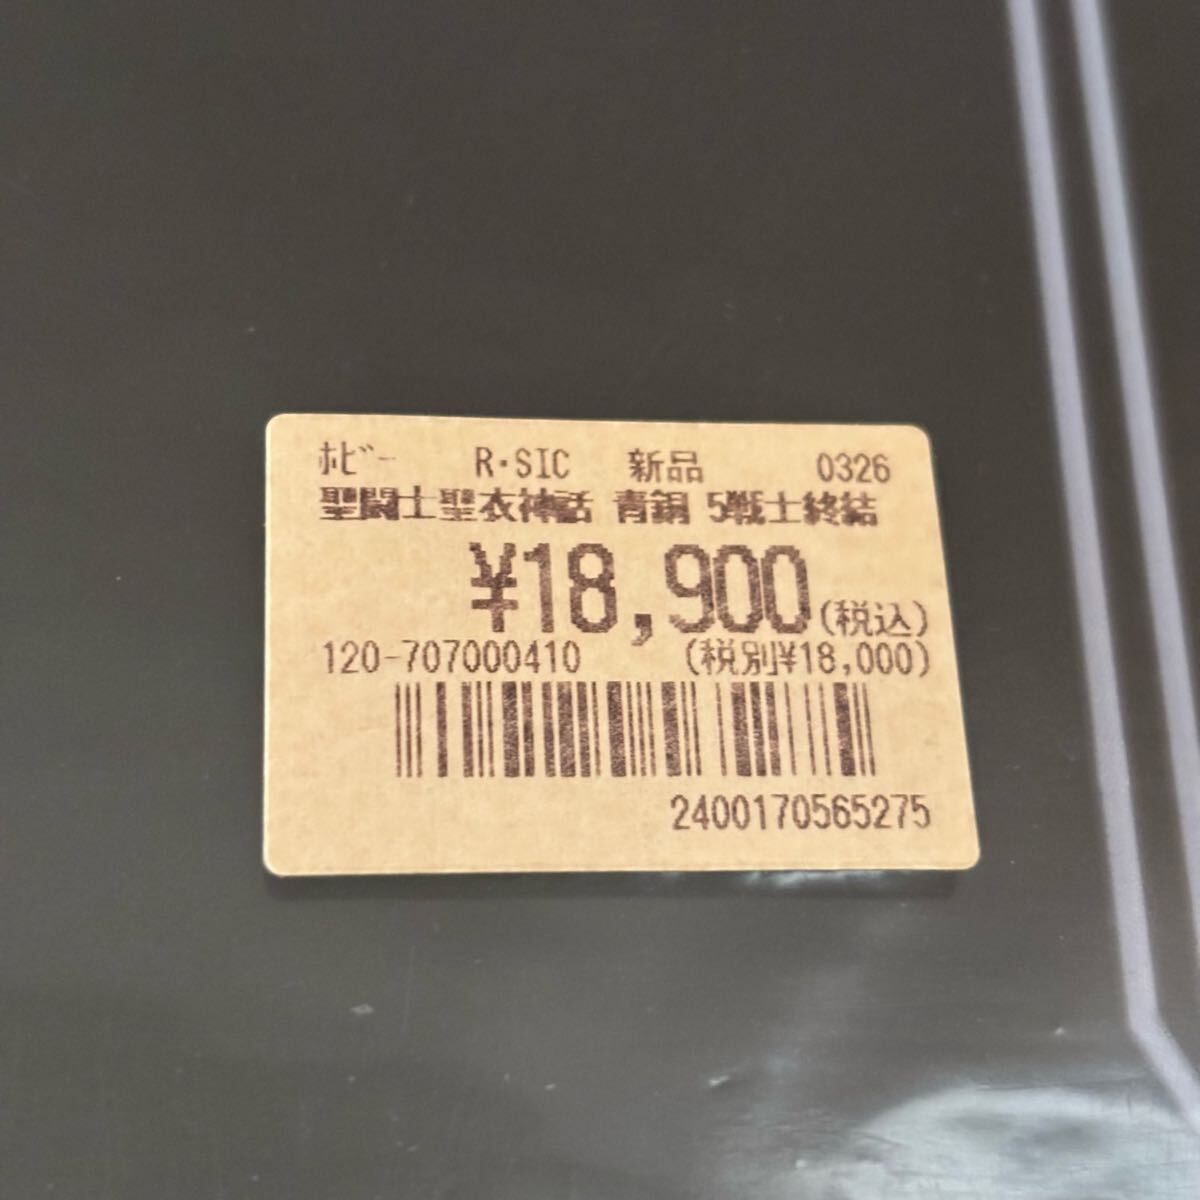 ﾎﾋﾞｰ R・SIC 新品 0326
聖闘士聖衣神話 青銅 5戦士終結
¥18,900(税込)
120-707000410 (税別¥18,000)
2400170565275